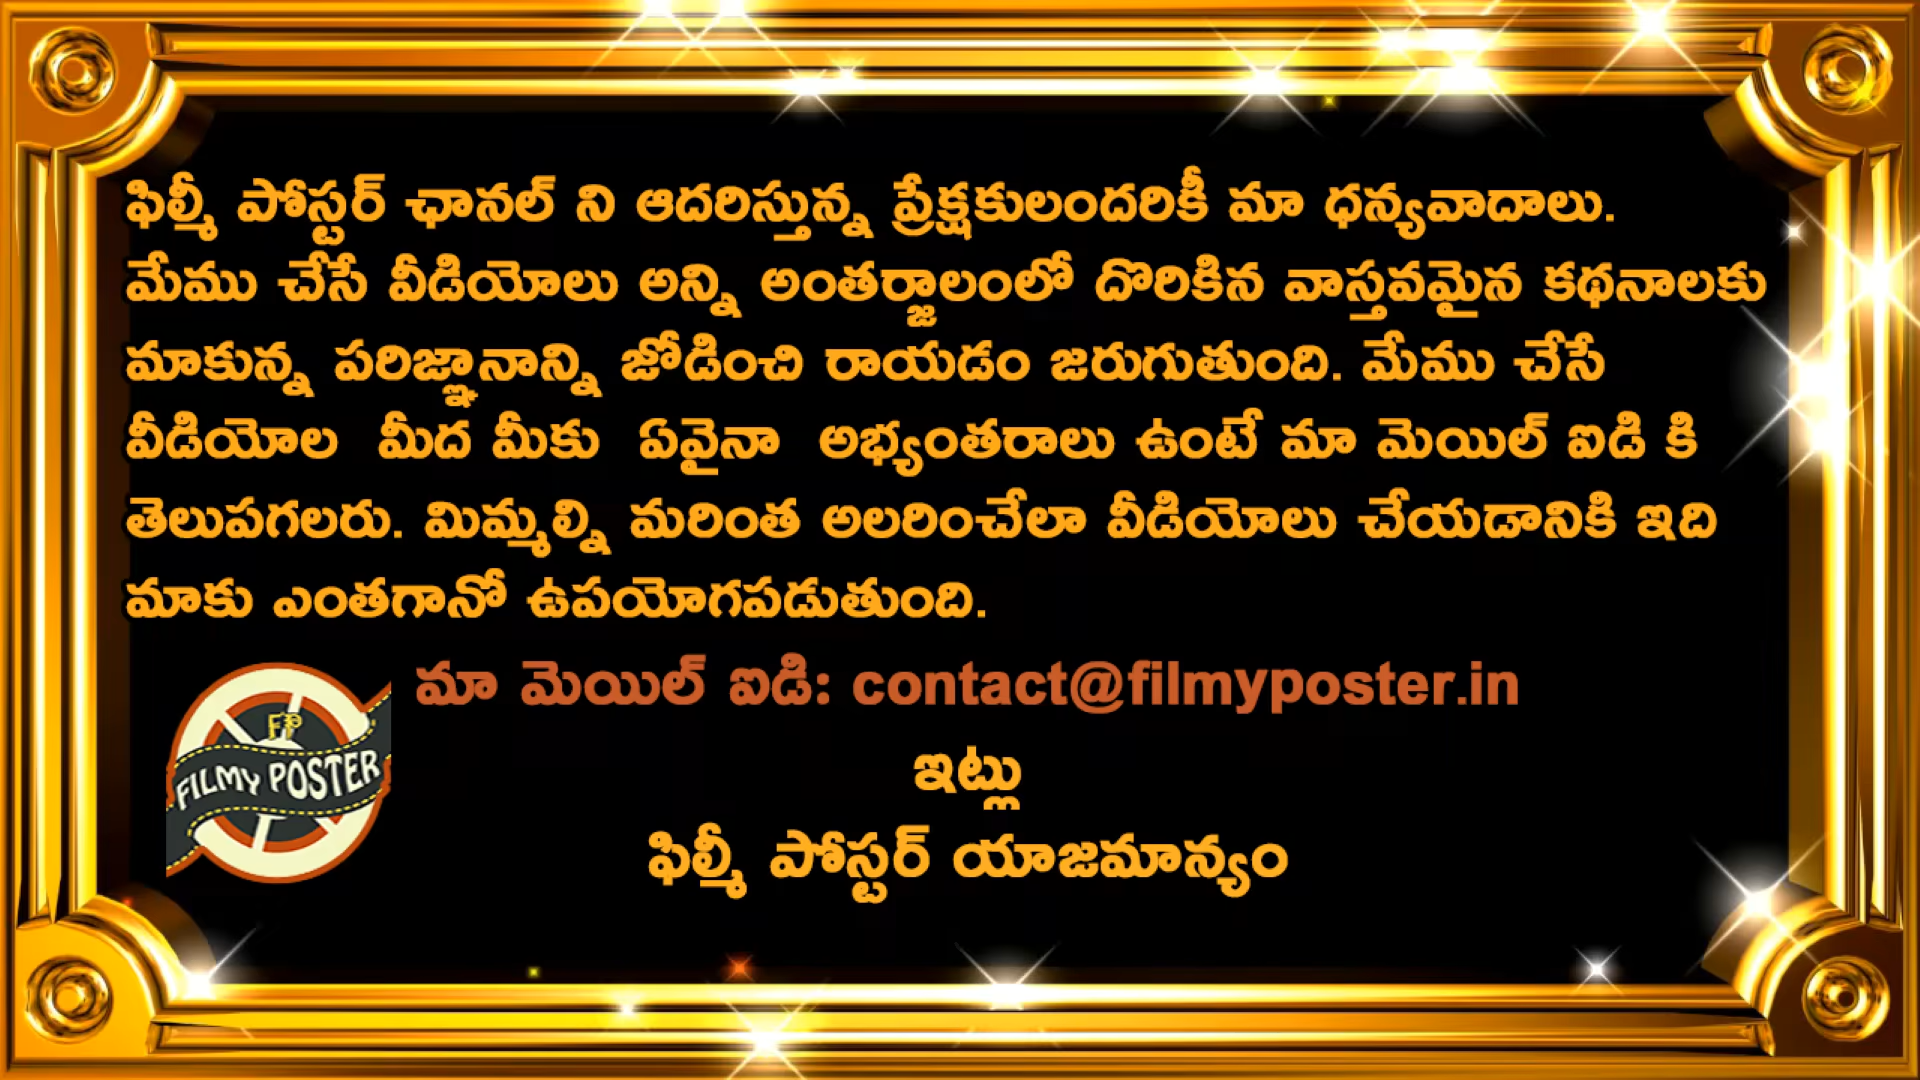 ఫిల్మీ పోస్టర్ ఛానల్ ని ఆదరిస్తున్న ప్రేక్షకులందరికీ మా ధన్యవాదాలు.
మేము చేసే వీడియోలు అన్ని అంతర్జాలంలో దొరికిన వాస్తవమైన కథనాలకు
మాకున్న పరిజ్ఞానాన్ని జోడించి రాయడం జరుగుతుంది. మేము చేసే
వీడియోల మీద మీకు ఏవైనా అభ్యంతరాలు ఉంటే మా మెయిల్ ఐడి కి
తెలుపగలరు. మిమ్మల్ని మరింత అలరించేలా వీడియోలు చేయడానికి ఇది
మాకు ఎంతగానో ఉపయోగపడుతుంది.
మా మెయిల్ ఐడి: contact@filmyposter.in
FP
FILMY POSTER
ఇట్లు
ఫిల్మీ పోస్టర్ యాజమాన్యం